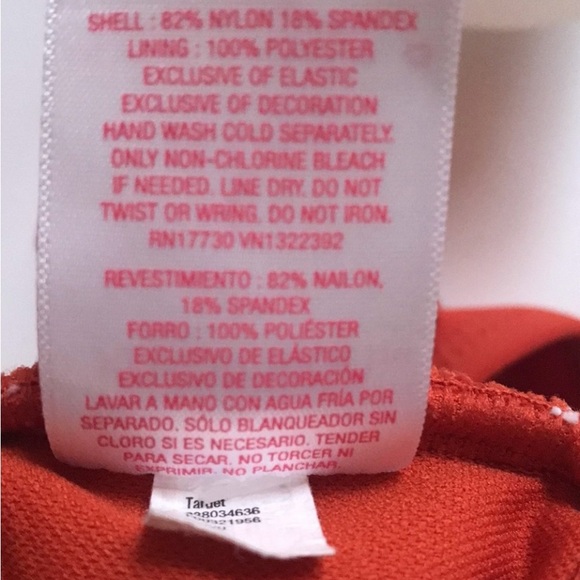 SHELL : 82% NYLON 18% SPANDEX
LINING : 100% POLYESTER
EXCLUSIVE OF ELASTIC
EXCLUSIVE OF DECORATION
HAND WASH COLD SEPARATELY.
ONLY NON-CHLORINE BLEACH
IF NEEDED. LINE DRY. DO NOT
TWIST OR WRING. DO NOT IRON.
RN17730 VN1322392
REVESTIMIENTO : 82% NAILON,
18% SPANDEX
FORRO : 100% POLIÉSTER
EXCLUSIVO DE ELÁSTICO
EXCLUSIVO DE DECORACIÓN
LAVAR A MANO CON AGUA FRÍA POR
SEPARADO. SÓLO BLANQUEADOR SIN
CLORO SI ES NECESARIO. TENDER
PARA SECAR. NO TORCER NI
EXPRIMIR. NO PLANCHAR
Target